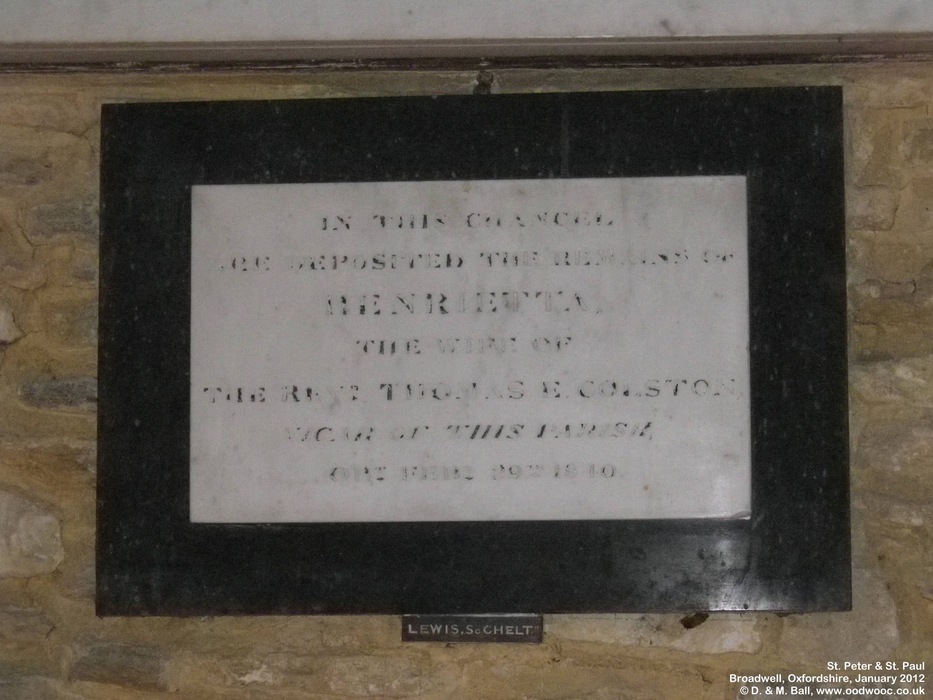 IN THIS CHANCEL
ARE DEPOSITED THE REMAINS OF
HENRIETTA,
THE WIFE OF
THE REVD. THOMAS E. COLSTON,
VICAR OF THIS PARISH,
OBT. FEBY. 29TH 1840.
LEWIS, Sc CHELTM
St. Peter & St. Paul
Broadwell, Oxfordshire, January 2012
© D. & M. Ball, www.oodwooc.co.uk